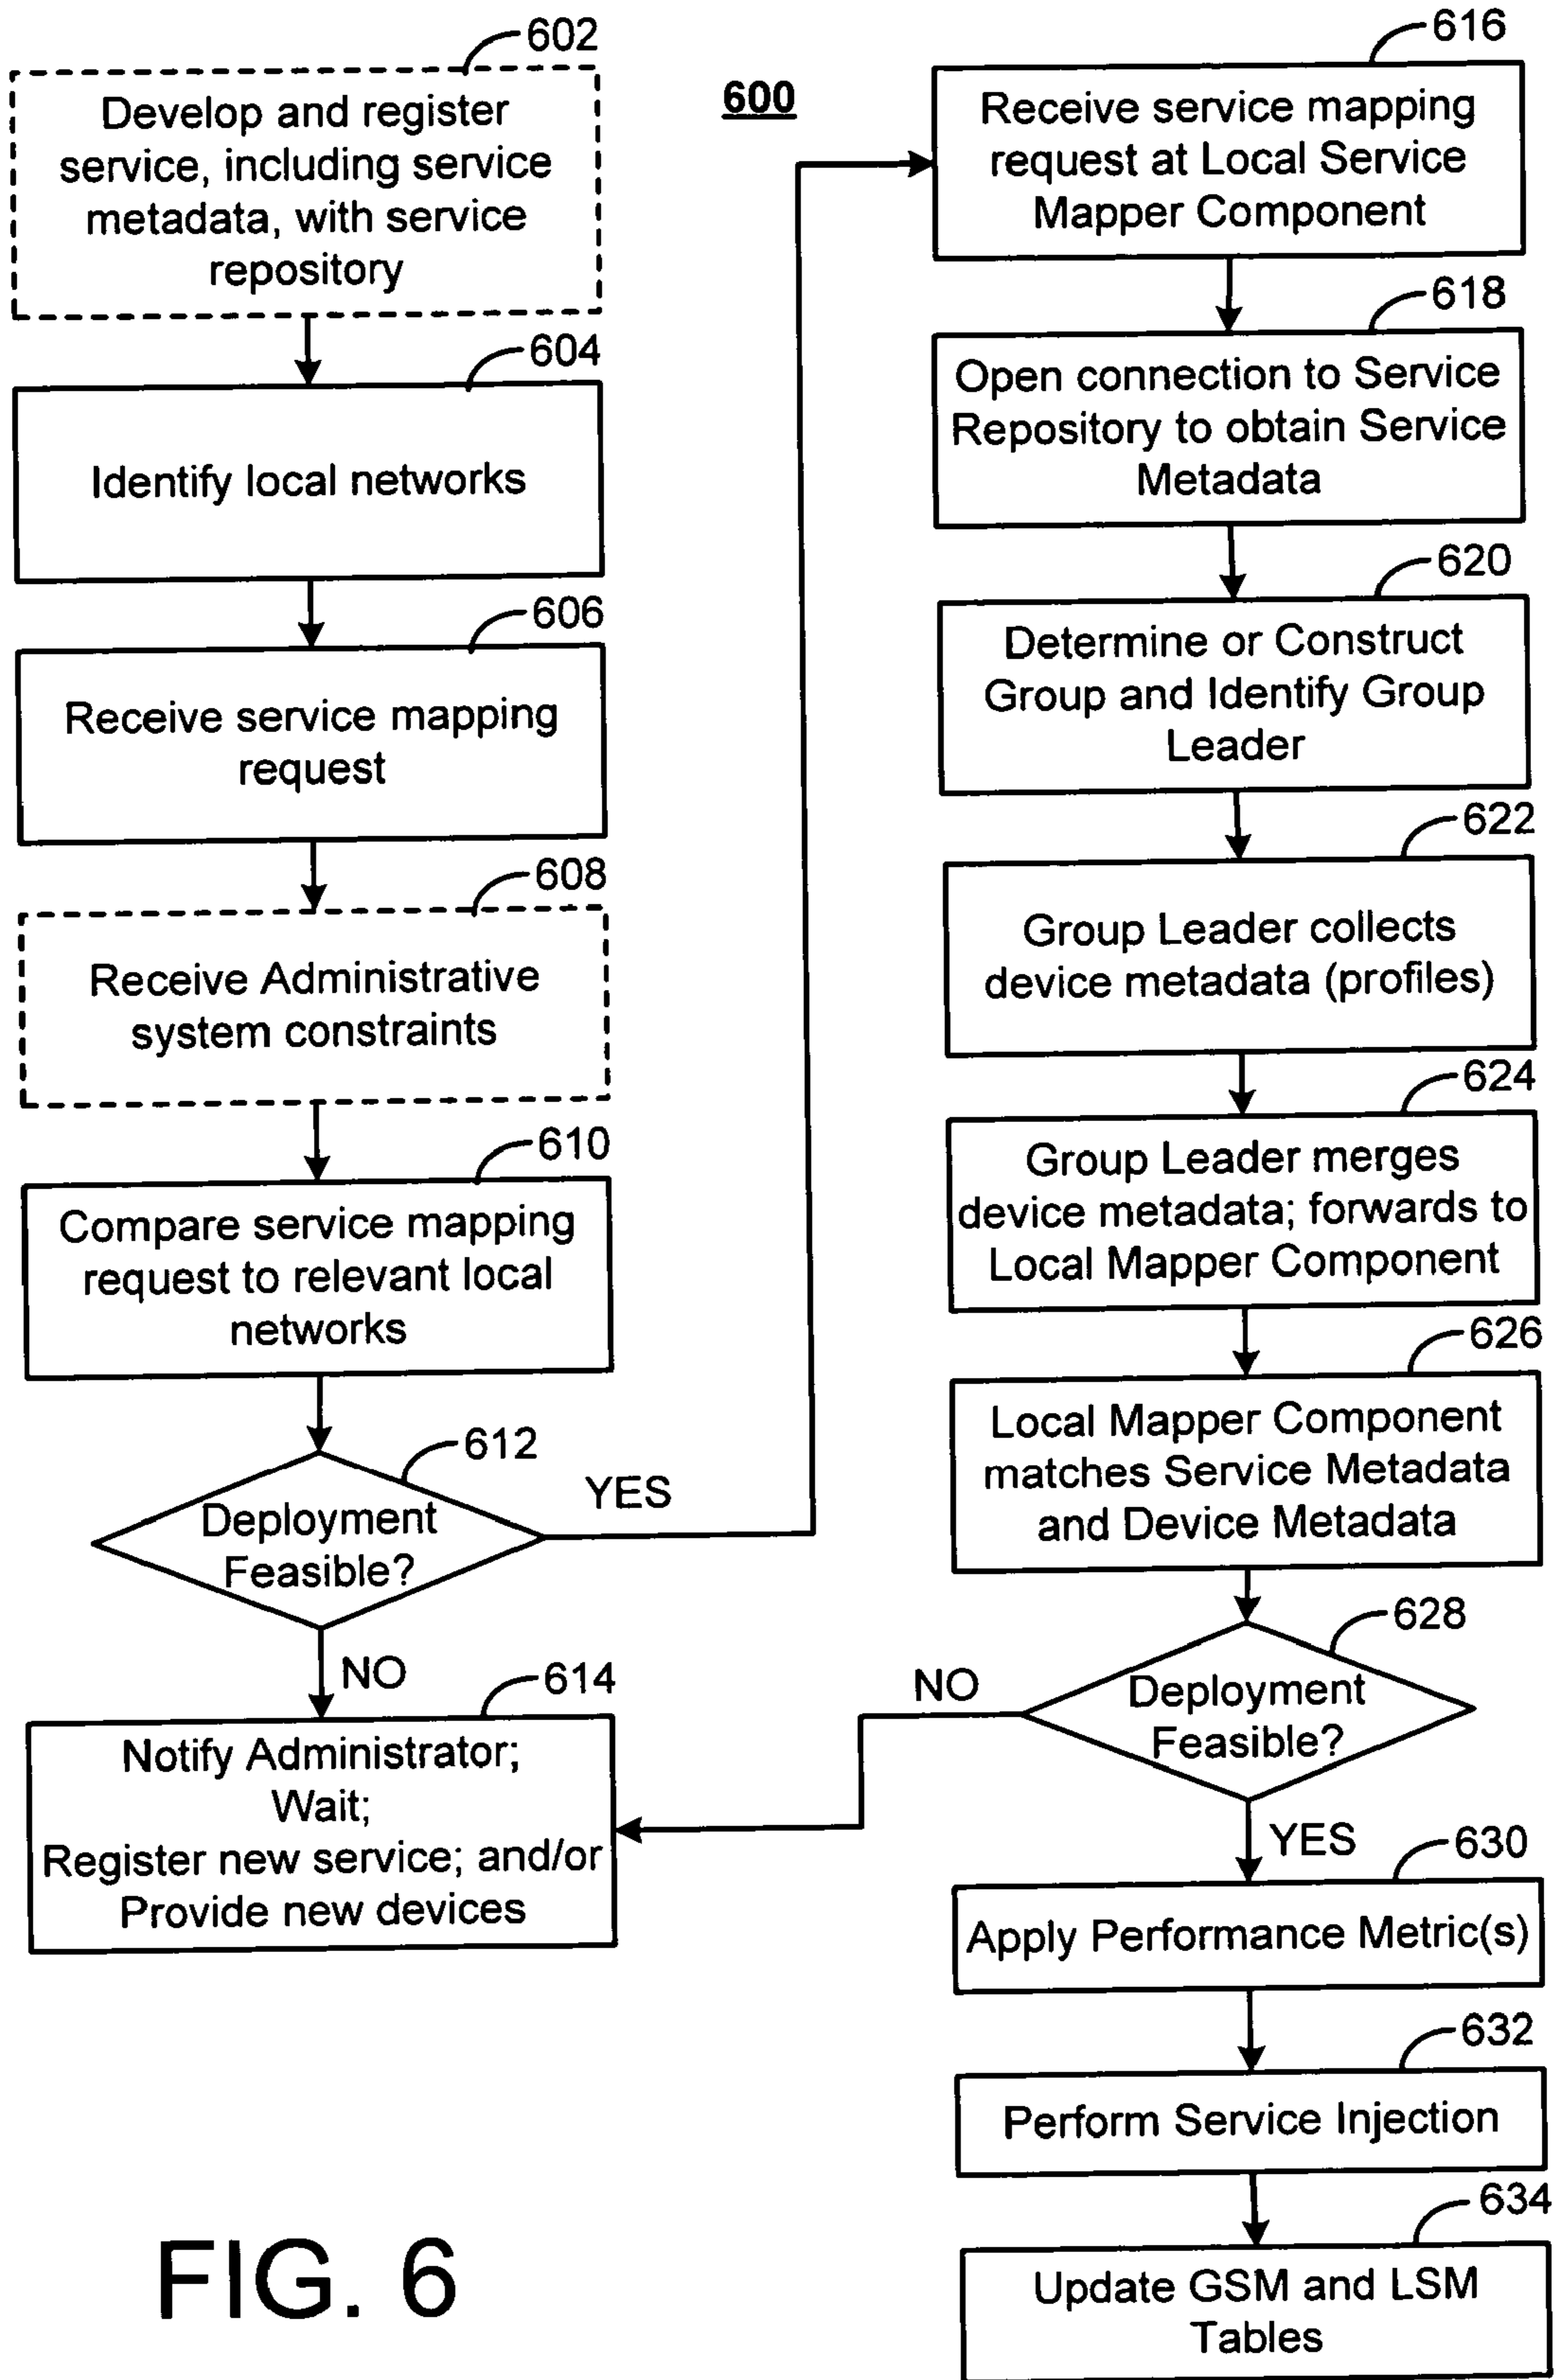 602
Develop and register
service, including service
metadata, with service
repository
604
Identify local networks
606
Receive service mapping
request
608
Receive Administrative
system constraints
610
Compare service mapping
request to relevant local
networks
612
Deployment
Feasible?
YES
NO
614
Notify Administrator;
Wait;
Register new service; and/or
Provide new devices
600
616
Receive service mapping
request at Local Service
Mapper Component
618
Open connection to Service
Repository to obtain Service
Metadata
620
Determine or Construct
Group and Identify Group
Leader
622
Group Leader collects
device metadata (profiles)
624
Group Leader merges
device metadata; forwards to
Local Mapper Component
626
Local Mapper Component
matches Service Metadata
and Device Metadata
628
Deployment
Feasible?
NO
YES
630
Apply Performance Metric(s)
632
Perform Service Injection
634
Update GSM and LSM
Tables
FIG. 6